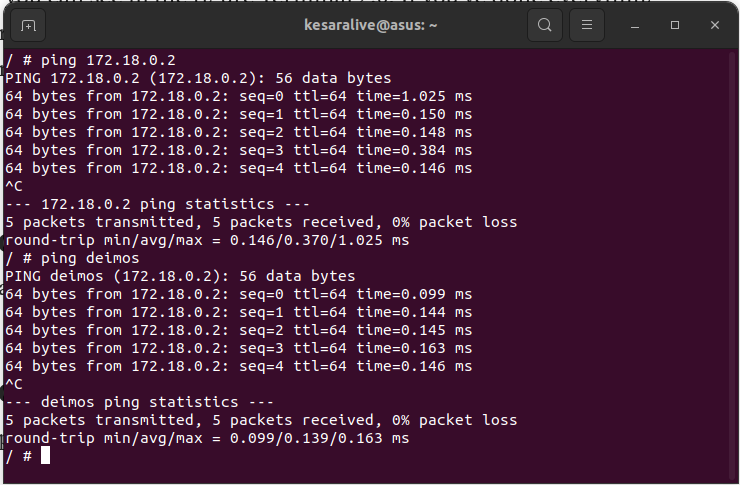 kesaralive@asus: ~
/ # ping 172.18.0.2
PING 172.18.0.2 (172.18.0.2): 56 data bytes
64 bytes from 172.18.0.2: seq=0 ttl=64 time=1.025 ms
64 bytes from 172.18.0.2: seq=1 ttl=64 time=0.150 ms
64 bytes from 172.18.0.2: seq=2 ttl=64 time=0.148 ms
64 bytes from 172.18.0.2: seq=3 ttl=64 time=0.384 ms
64 bytes from 172.18.0.2: seq=4 ttl=64 time=0.146 ms
^C
--- 172.18.0.2 ping statistics ---
5 packets transmitted, 5 packets received, 0% packet loss
round-trip min/avg/max = 0.146/0.370/1.025 ms
/ # ping deimos
PING deimos (172.18.0.2): 56 data bytes
64 bytes from 172.18.0.2: seq=0 ttl=64 time=0.099 ms
64 bytes from 172.18.0.2: seq=1 ttl=64 time=0.144 ms
64 bytes from 172.18.0.2: seq=2 ttl=64 time=0.145 ms
64 bytes from 172.18.0.2: seq=3 ttl=64 time=0.163 ms
64 bytes from 172.18.0.2: seq=4 ttl=64 time=0.146 ms
^C
--- deimos ping statistics ---
5 packets transmitted, 5 packets received, 0% packet loss
round-trip min/avg/max = 0.099/0.139/0.163 ms
/ #